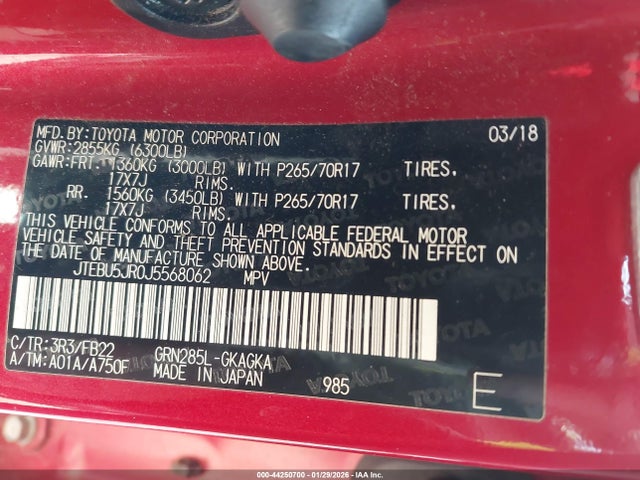 MFD.BY:TOYOTA MOTOR CORPORATION 03/18
GVWR:2855KG (6300LB)
GAWR:FRT. 1360KG (3000LB) WITH P265/70R17 TIRES,
17X7J RIMS.
RR. 1560KG (3450LB) WITH P265/70R17 TIRES,
17X7J RIMS.
THIS VEHICLE CONFORMS TO ALL APPLICABLE FEDERAL MOTOR
VEHICLE SAFETY AND THEFT PREVENTION STANDARDS IN EFFECT ON
THE DATE OF MANUFACTURE SHOWN ABOVE.
JTEBU5JR0J5568062 MPV
C/TR:3R3/FB22 GRN285L-GKAGKA
A/TM:A01A/A750F MADE IN JAPAN 985 E
000-44250700 - 01/29/2026 - IAA Inc.